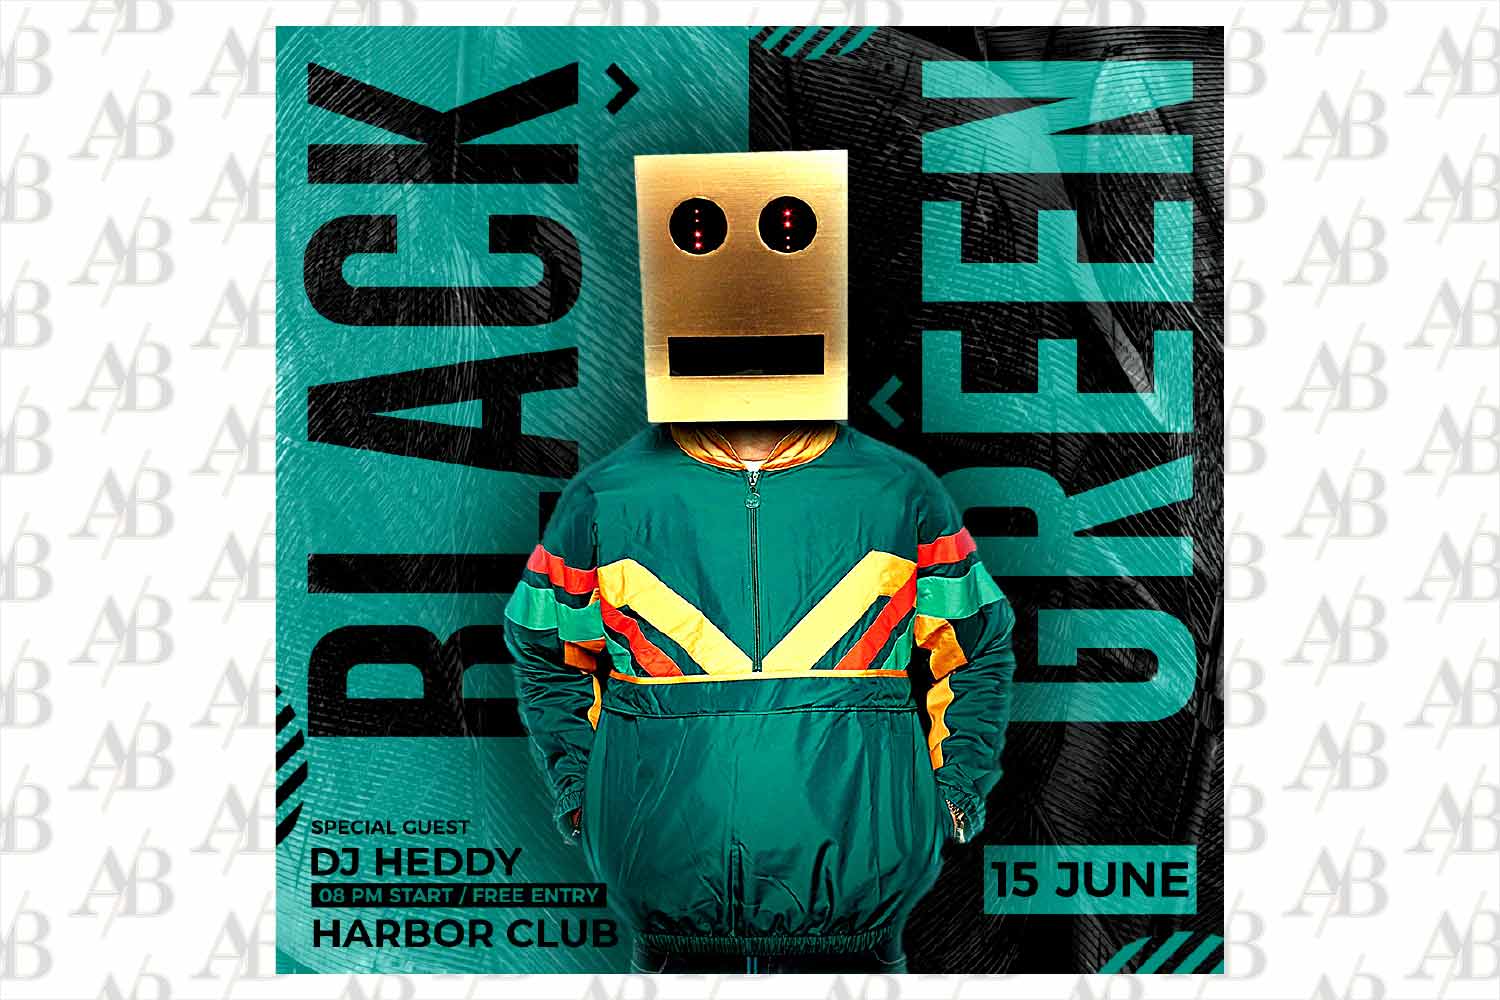 BLACK
GREEN
SPECIAL GUEST
DJ HEDDY
08 PM START / FREE ENTRY
HARBOR CLUB
15 JUNE
A/B